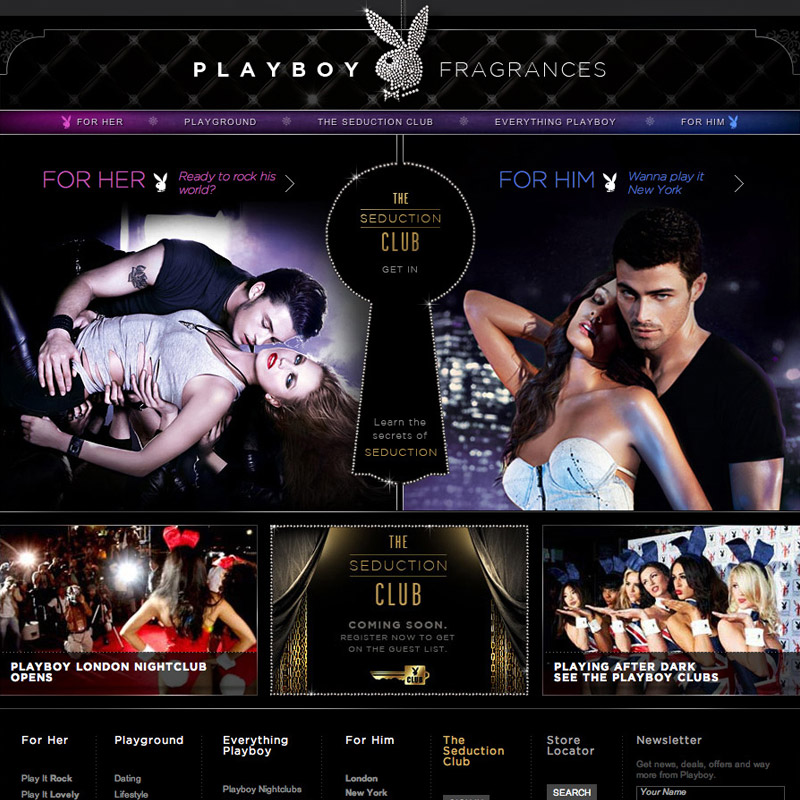 PLAYBOY FRAGRANCES
FOR HER
PLAYGROUND
THE SEDUCTION CLUB
EVERYTHING PLAYBOY
FOR HIM
FOR HER
Ready to rock his
world?
THE
SEDUCTION
CLUB
GET IN
Learn the
secrets of
SEDUCTION
FOR HIM
Wanna play it
New York
PLAYBOY LONDON NIGHTCLUB
OPENS
THE
SEDUCTION
CLUB
COMING SOON.
REGISTER NOW TO GET
ON THE GUEST LIST.
CLUB
PLAYING AFTER DARK
SEE THE PLAYBOY CLUBS
For Her
Play It Rock
Play It Lovely
Playground
Dating
Lifestyle
Everything
Playboy
Playboy Nightclubs
For Him
London
New York
The
Seduction
Club
Store
Locator
SEARCH
Newsletter
Get news, deals, offers and way
more from Playboy.
Your Name